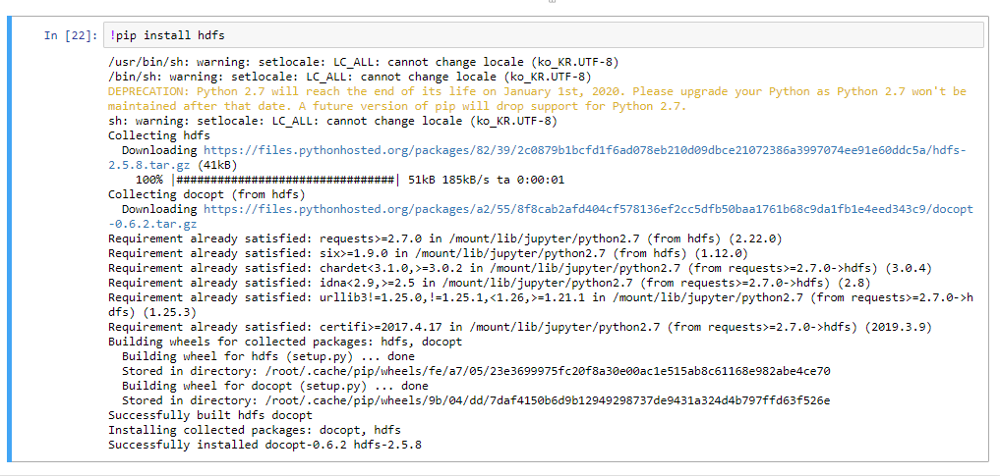 In [22]: !pip install hdfs
/usr/bin/sh: warning: setlocale: LC_ALL: cannot change locale (ko_KR.UTF-8)
/bin/sh: warning: setlocale: LC_ALL: cannot change locale (ko_KR.UTF-8)
DEPRECATION: Python 2.7 will reach the end of its life on January 1st, 2020. Please upgrade your Python as Python 2.7 won't be
maintained after that date. A future version of pip will drop support for Python 2.7.
sh: warning: setlocale: LC_ALL: cannot change locale (ko_KR.UTF-8)
Collecting hdfs
  Downloading https://files.pythonhosted.org/packages/82/39/2c0879b1bcfd1f6ad078eb210d09dbce21072386a3997074ee91e60ddc5a/hdfs-
2.5.8.tar.gz (41kB)
    100% |################################| 51kB 185kB/s ta 0:00:01
Collecting docopt (from hdfs)
  Downloading https://files.pythonhosted.org/packages/a2/55/8f8cab2afd404cf578136ef2cc5dfb50baa1761b68c9da1fb1e4eed343c9/docopt
-0.6.2.tar.gz
Requirement already satisfied: requests>=2.7.0 in /mount/lib/jupyter/python2.7 (from hdfs) (2.22.0)
Requirement already satisfied: six>=1.9.0 in /mount/lib/jupyter/python2.7 (from hdfs) (1.12.0)
Requirement already satisfied: chardet<3.1.0,>=3.0.2 in /mount/lib/jupyter/python2.7 (from requests>=2.7.0->hdfs) (3.0.4)
Requirement already satisfied: idna<2.9,>=2.5 in /mount/lib/jupyter/python2.7 (from requests>=2.7.0->hdfs) (2.8)
Requirement already satisfied: urllib3!=1.25.0,!=1.25.1,<1.26,>=1.21.1 in /mount/lib/jupyter/python2.7 (from requests>=2.7.0->h
dfs) (1.25.3)
Requirement already satisfied: certifi>=2017.4.17 in /mount/lib/jupyter/python2.7 (from requests>=2.7.0->hdfs) (2019.3.9)
Building wheels for collected packages: hdfs, docopt
  Building wheel for hdfs (setup.py) ... done
  Stored in directory: /root/.cache/pip/wheels/fe/a7/05/23e3699975fc20f8a30e00ac1e515ab8c61168e982abe4ce70
  Building wheel for docopt (setup.py) ... done
  Stored in directory: /root/.cache/pip/wheels/9b/04/dd/7daf4150b6d9b12949298737de9431a324d4b797ffd63f526e
Successfully built hdfs docopt
Installing collected packages: docopt, hdfs
Successfully installed docopt-0.6.2 hdfs-2.5.8